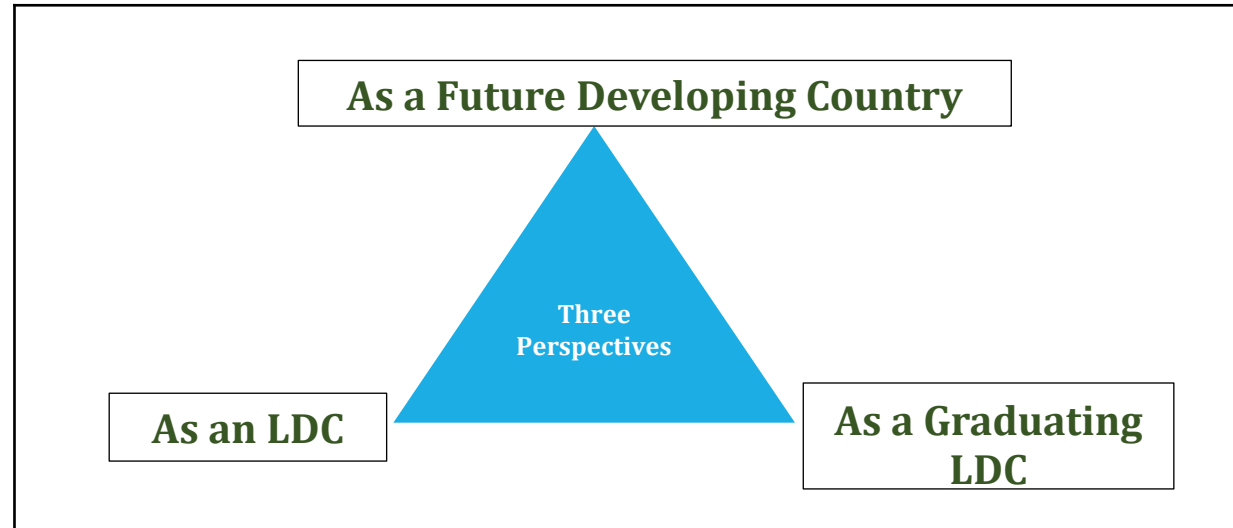 As a Future Developing Country
Three
Perspectives
As an LDC
As a Graduating
LDC